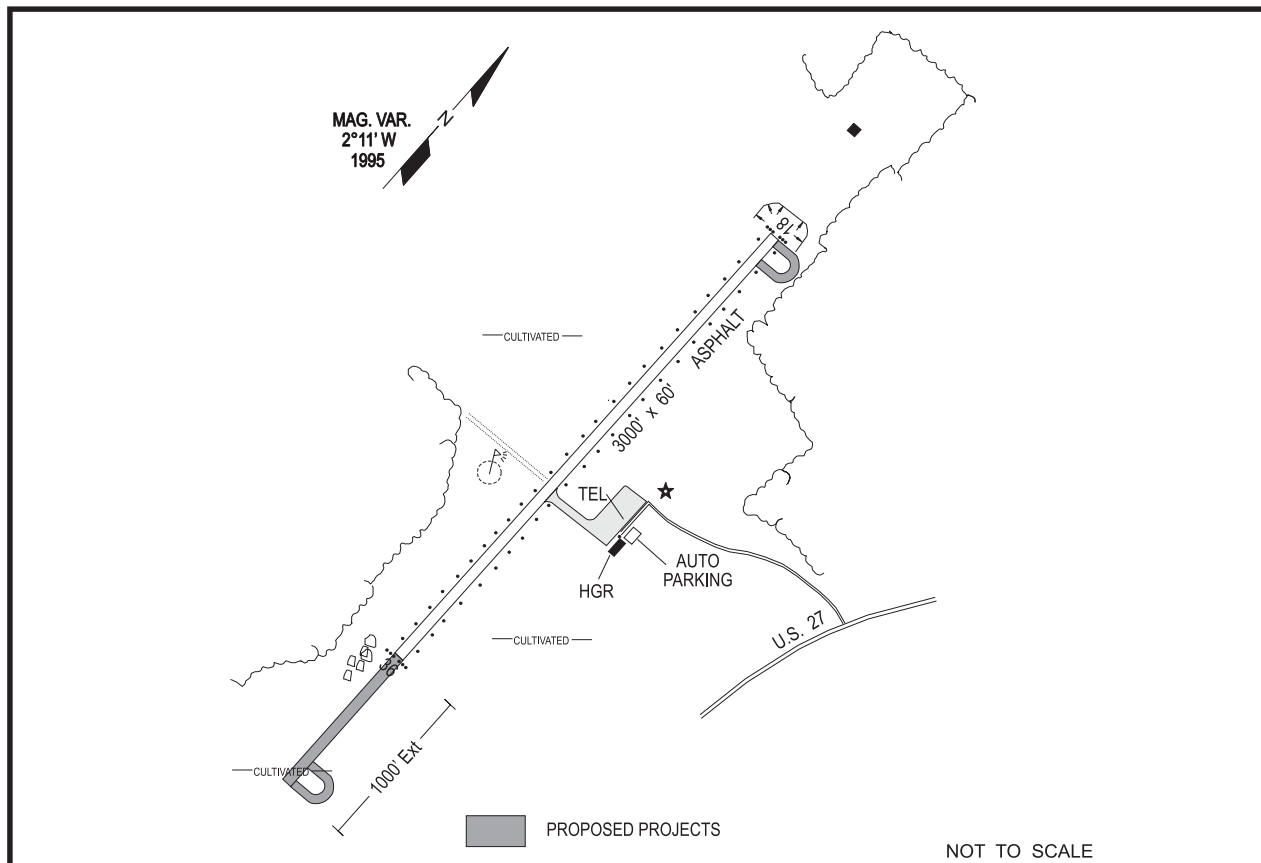 MAG. VAR.
2°11' W
1995
N
18
CULTIVATED
ASPHALT
3000' x 60'
TEL
AUTO
PARKING
HGR
CULTIVATED
U.S. 27
36
1000' Ext
CULTIVATED
PROPOSED PROJECTS
NOT TO SCALE